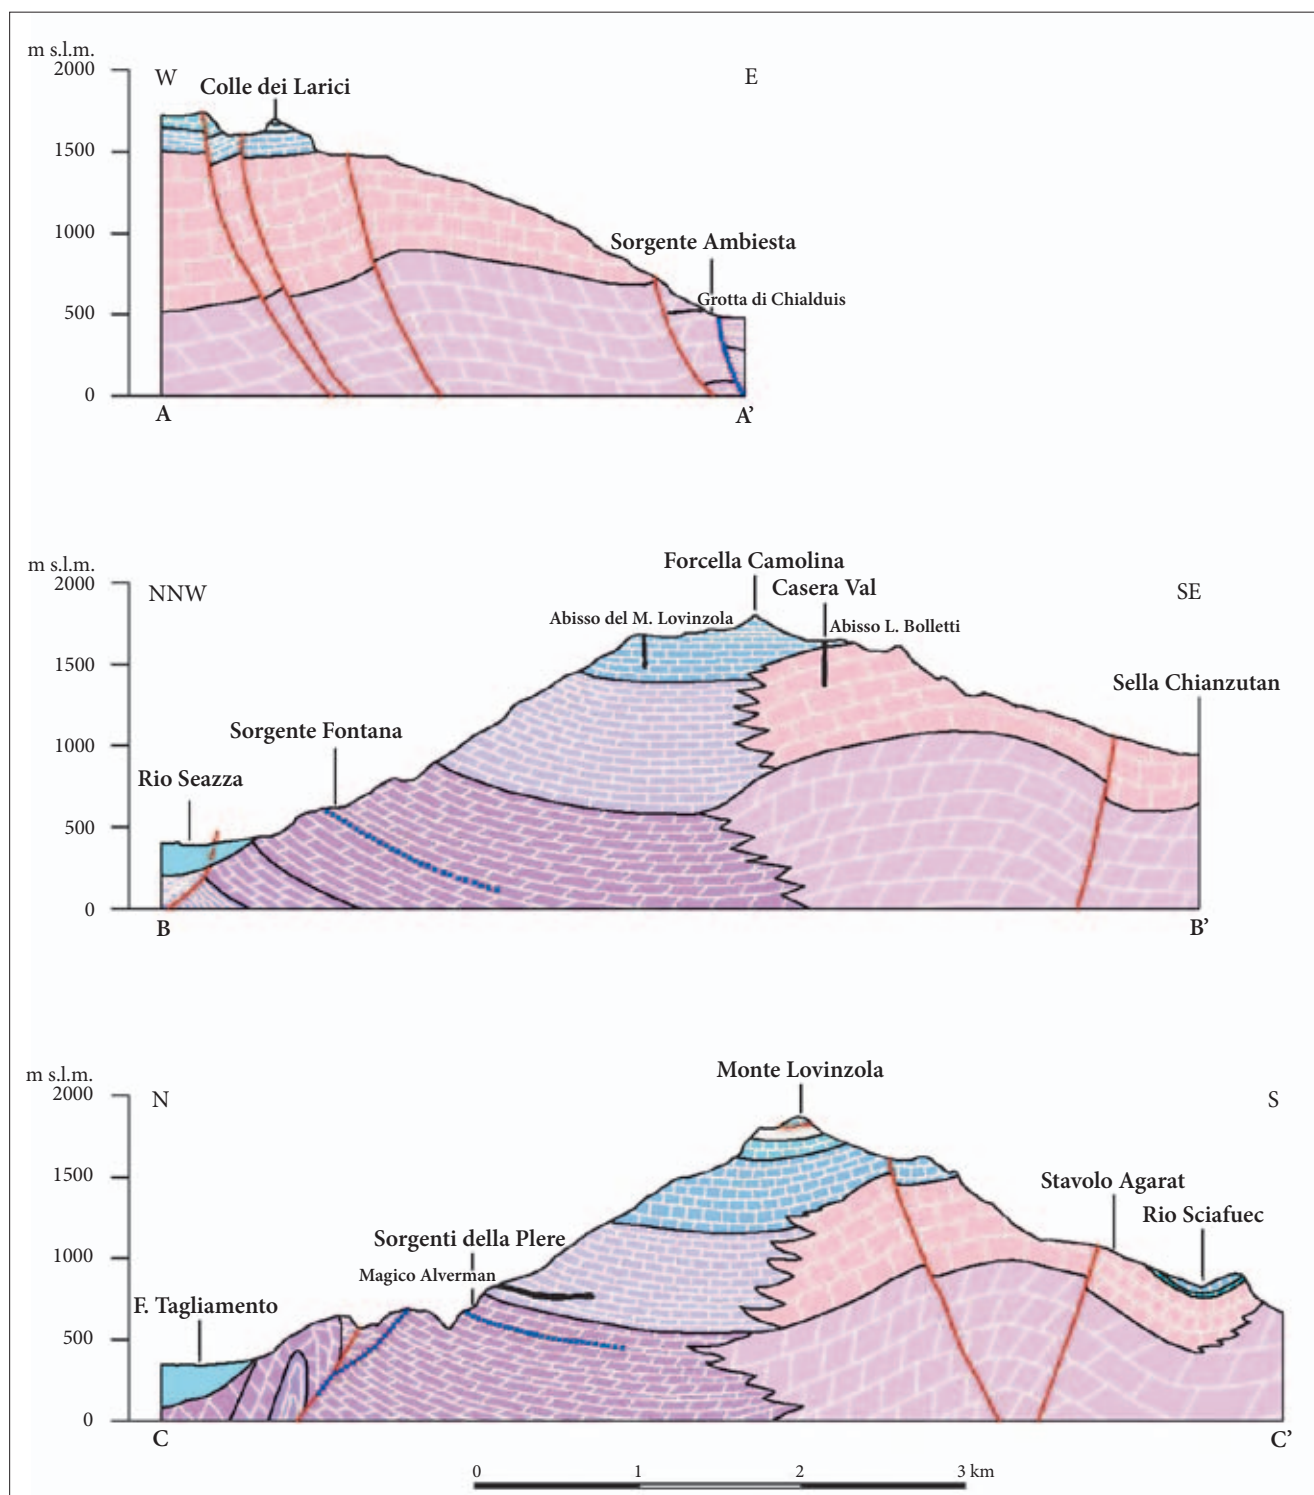 m s.l.m.
2000
W
E
Colle dei Larici
1500
1000
Sorgente Ambiesta
Grotta di Chialduis
500
0
A
A’
m s.l.m.
2000
NNW
SE
Forcella Camolina
Casera Val
Abisso del M. Lovinzola
Abisso L. Bolletti
1500
Sella Chianzutan
Sorgente Fontana
1000
Rio Seazza
500
0
B
B’
m s.l.m.
2000
N
S
Monte Lovinzola
1500
Stavolo Agarat
Rio Sciafuec
Sorgenti della Plere
1000
Magico Alverman
F. Tagliamento
500
0
C
C’
0 1 2 3 km